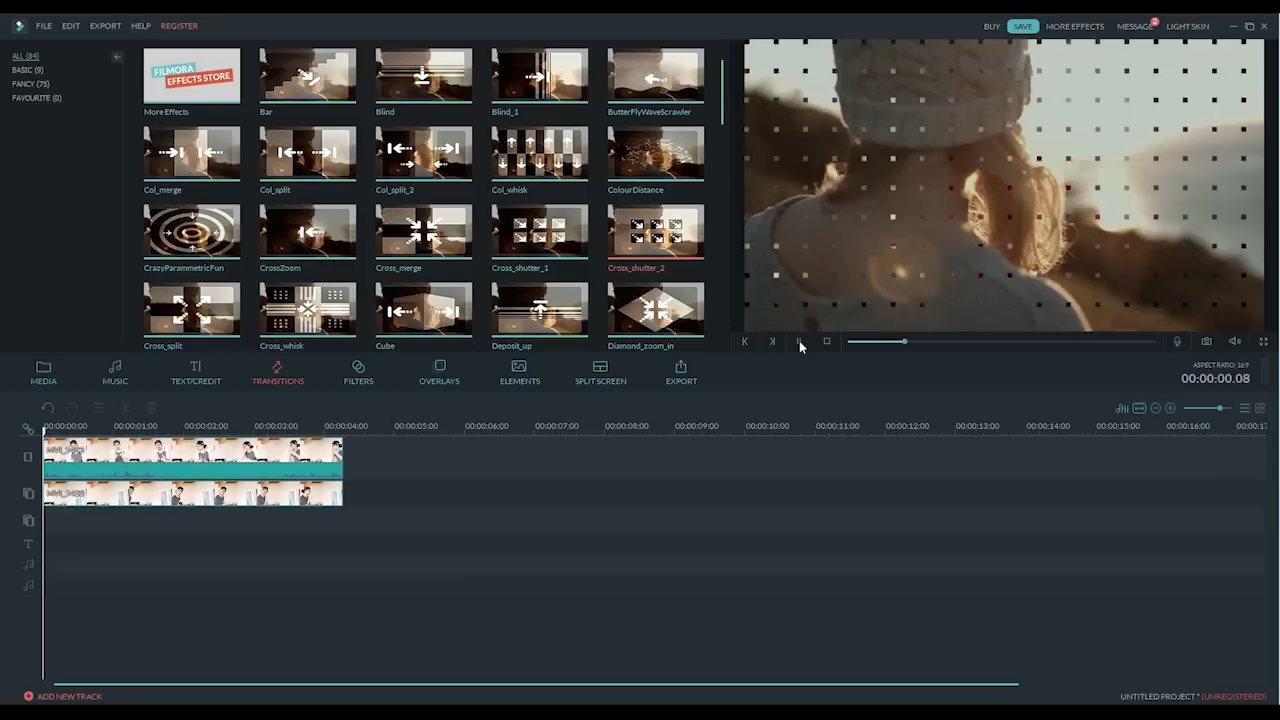 FILE EDIT EXPORT HELP REGISTER
BUY SAVE MORE EFFECTS MESSAGE 2 LIGHT SKIN
ALL (84)
BASIC (9)
FANCY (75)
FAVOURITE (0)
FILMORA
EFFECTS STORE
More Effects Bar Blind Blind_1 ButterFlyWaveScrawler
Col_merge Col_split Col_split_2 Col_whisk ColourDistance
CrazyParametricFun CrossZoom Cross_merge Cross_shutter_1 Cross_shutter_2
Cross_split Cross_whisk Cube Deposit_up Diamond_zoom_in
MEDIA MUSIC TEXT/CREDIT TRANSITIONS FILTERS OVERLAYS ELEMENTS SPLIT SCREEN EXPORT
ASPECT RATIO: 16:9
00:00:00.08
00:00:00:00 00:00:01:00 00:00:02:00 00:00:03:00 00:00:04:00 00:00:05:00 00:00:06:00 00:00:07:00 00:00:08:00 00:00:09:00 00:00:10:00 00:00:11:00 00:00:12:00 00:00:13:00 00:00:14:00 00:00:15:00 00:00:16:00 00:00:17
ADD NEW TRACK
UNTITLED PROJECT * (UNREGISTERED)